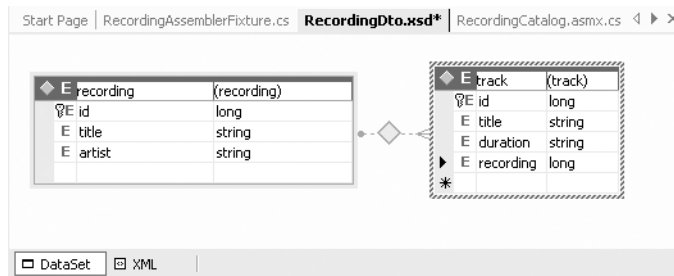 Start Page RecordingAssemblerFixture.cs RecordingDto.xsd* RecordingCatalog.asmx.cs
E recording (recording)
E id long
E title string
E artist string
E track (track)
E id long
E title string
E duration string
E recording long
DataSet XML